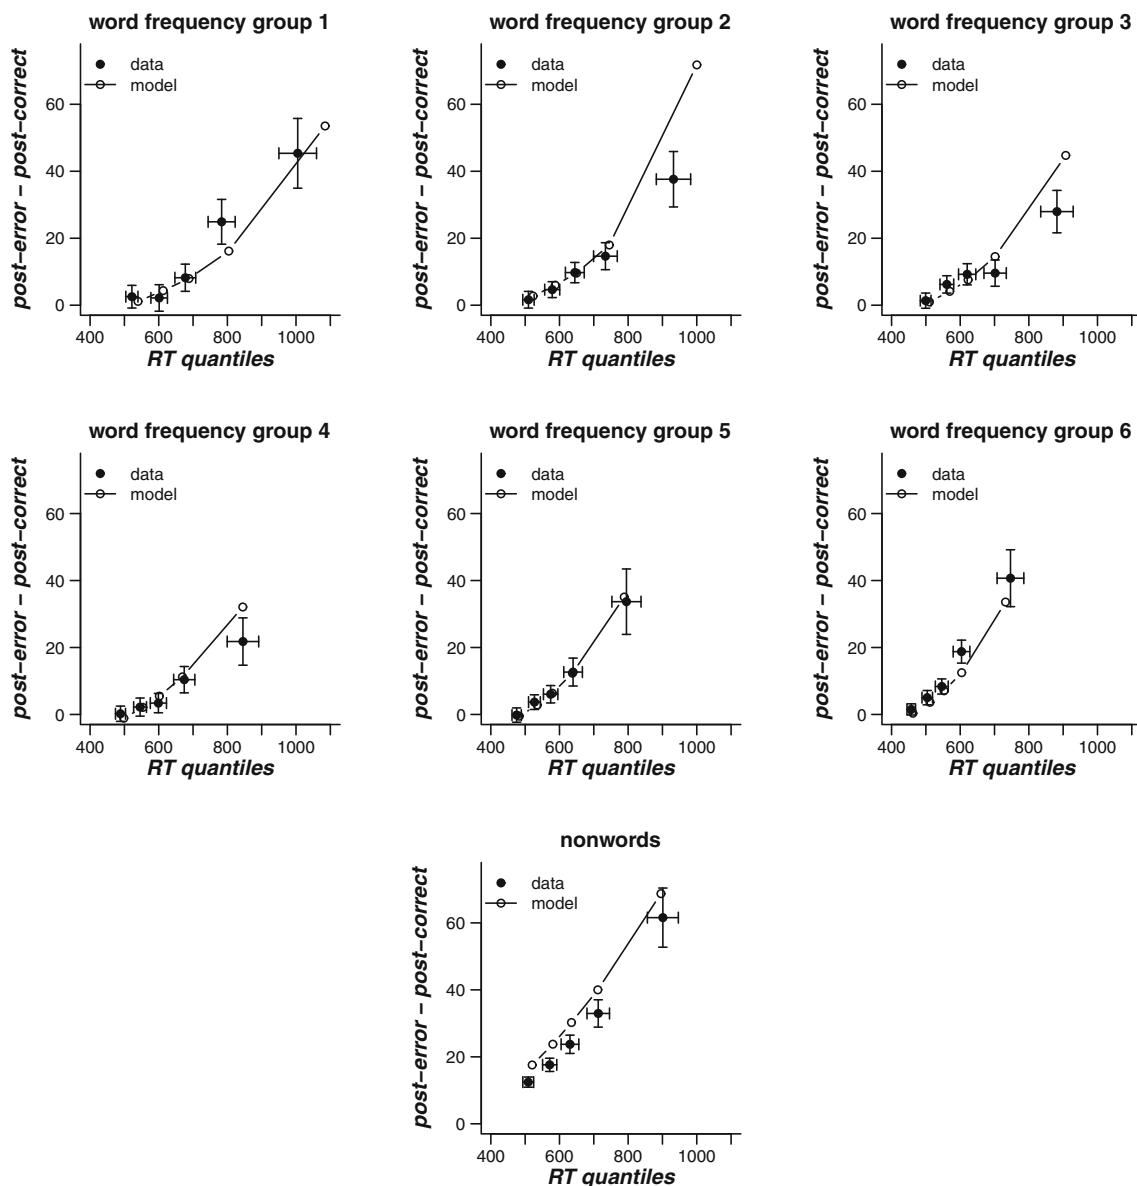 word frequency group 1
post−error − post−correct
data
model
60
40
20
0
400 600 800 1000
RT quantiles
word frequency group 2
post−error − post−correct
data
model
60
40
20
0
400 600 800 1000
RT quantiles
word frequency group 3
post−error − post−correct
data
model
60
40
20
0
400 600 800 1000
RT quantiles
word frequency group 4
post−error − post−correct
data
model
60
40
20
0
400 600 800 1000
RT quantiles
word frequency group 5
post−error − post−correct
data
model
60
40
20
0
400 600 800 1000
RT quantiles
word frequency group 6
post−error − post−correct
data
model
60
40
20
0
400 600 800 1000
RT quantiles
nonwords
post−error − post−correct
data
model
60
40
20
0
400 600 800 1000
RT quantiles